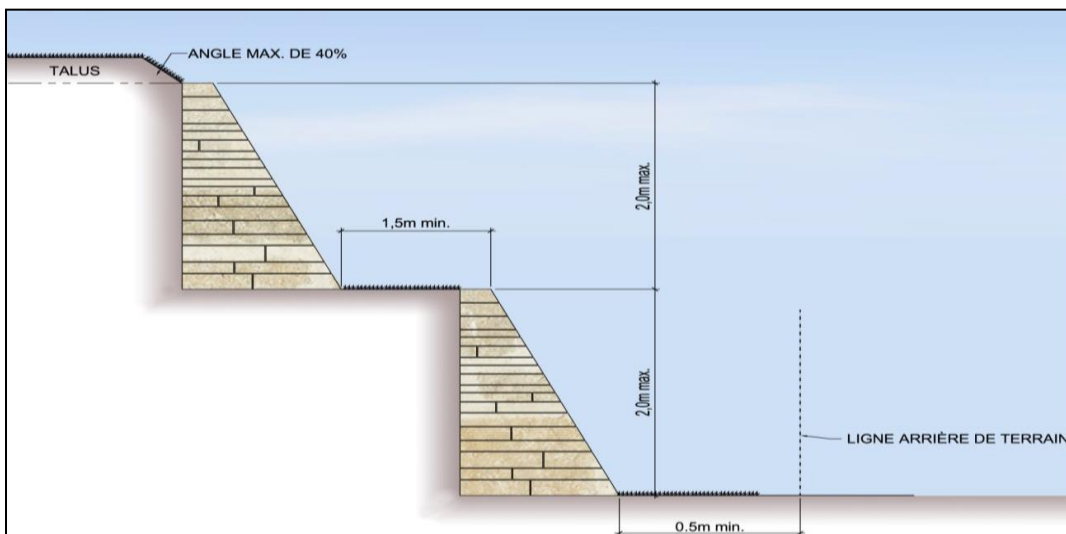 ANGLE MAX. DE 40%
TALUS
2,0m max.
1,5m min.
2,0m max.
LIGNE ARRIÈRE DE TERRAIN
0.5m min.